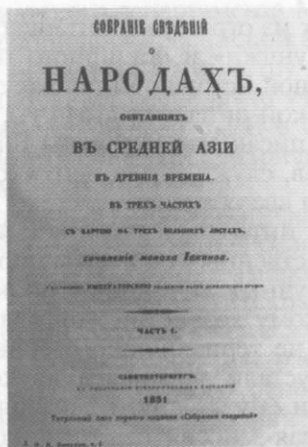 СОБРАНІЕ СВѢДѢНІЙ
О
НАРОДАХЪ,
ОБИТАВШИХЪ
ВЪ СРЕДНЕЙ АЗІИ
ВЪ ДРЕВНІЯ ВРЕМЕНА.
ВЪ ТРЕХЪ ЧАСТЯХЪ
СЪ КАРТОЮ НА ТРЕХЪ БОЛЬШИХЪ ЛИСТАХЪ,
сочиненіе монаха Іакинѳа.
ИМПЕРАТОРСКОЮ
ЧАСТЬ I.
САНКТПЕТЕРБУРГЪ.
1851
Титульный лист первого издания «Собрания сведений»